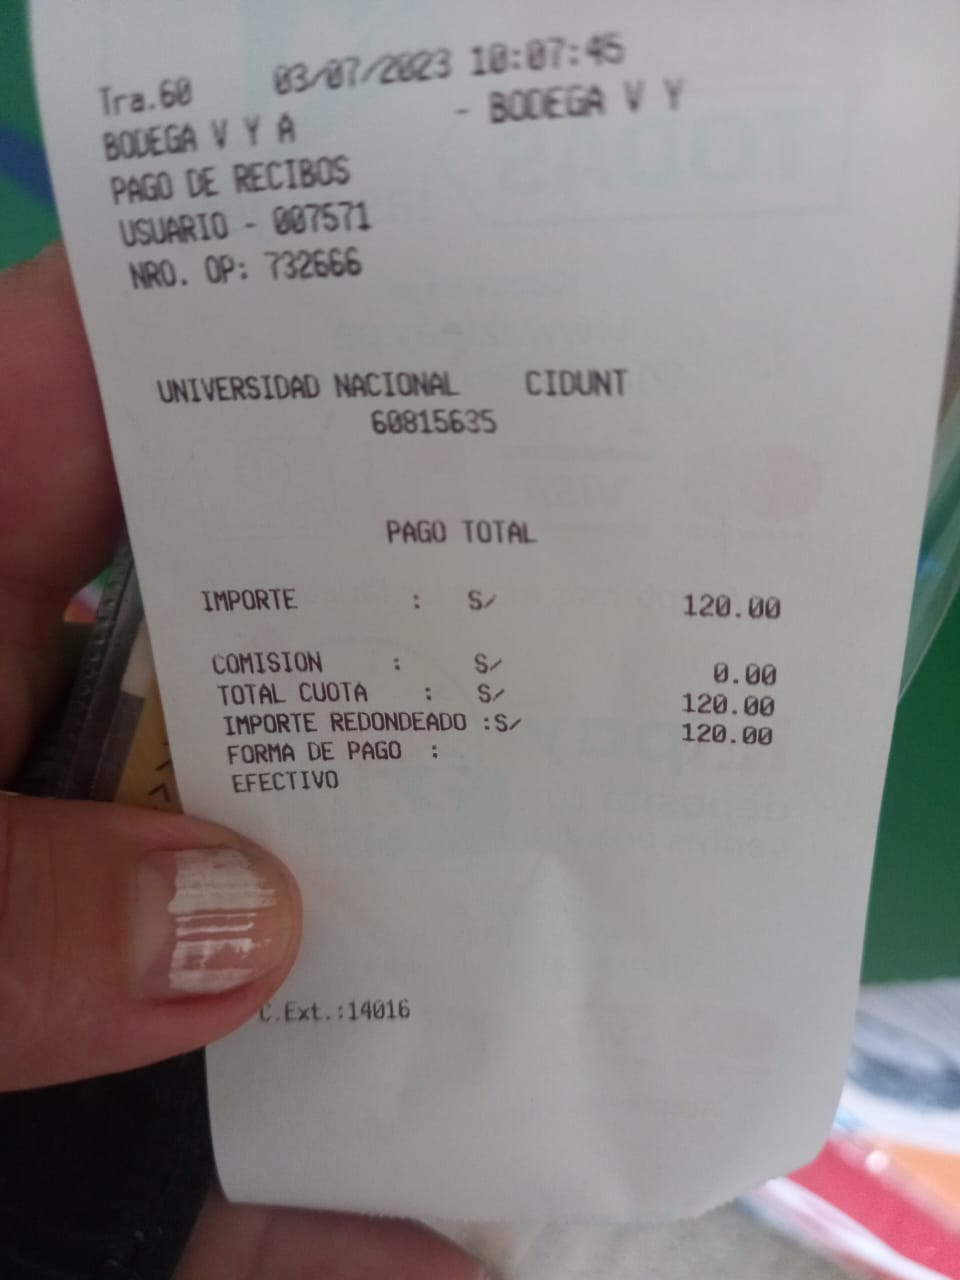 Tra.60 03/07/2023 10:07:45
BODEGA V Y A - BODEGA V Y
PAGO DE RECIBOS
USUARIO - 007571
NRO. OP: 732666
UNIVERSIDAD NACIONAL CIDUNT
60815635
PAGO TOTAL
IMPORTE : S/ 120.00
COMISION : S/ 0.00
TOTAL CUOTA : S/ 120.00
IMPORTE REDONDEADO :S/ 120.00
FORMA DE PAGO :
EFECTIVO
C.Ext.:14016